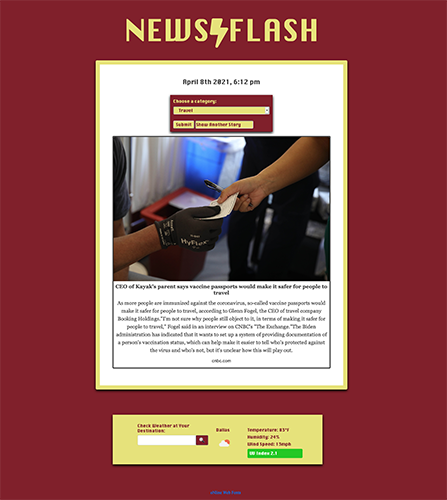 NEWS FLASH
April 8th 2021, 6:12 pm
Choose a category:
Travel
Submit Show Another Story
HyFlex
CEO of Kayak's parent says vaccine passports would make it safer for people to
travel
As more people are immunized against the coronavirus, so-called vaccine passports would
make it safer for people to travel, according to Glenn Fogel, the CEO of travel company
Booking Holdings."I'm not sure why people still object to it, in terms of making it safer for
people to travel," Fogel said in an interview on CNBC's "The Exchange."The Biden
administration has indicated that it wants to set up a system of providing documentation of
a person's vaccination status, which can help make it easier to tell who's protected against
the virus and who's not, but it's unclear how this will play out.
cnbc.com
Check Weather at Your
Destination:
Dallas
Temperature: 83°F
Humidity: 24%
Wind Speed: 15mph
UV Index 2.1